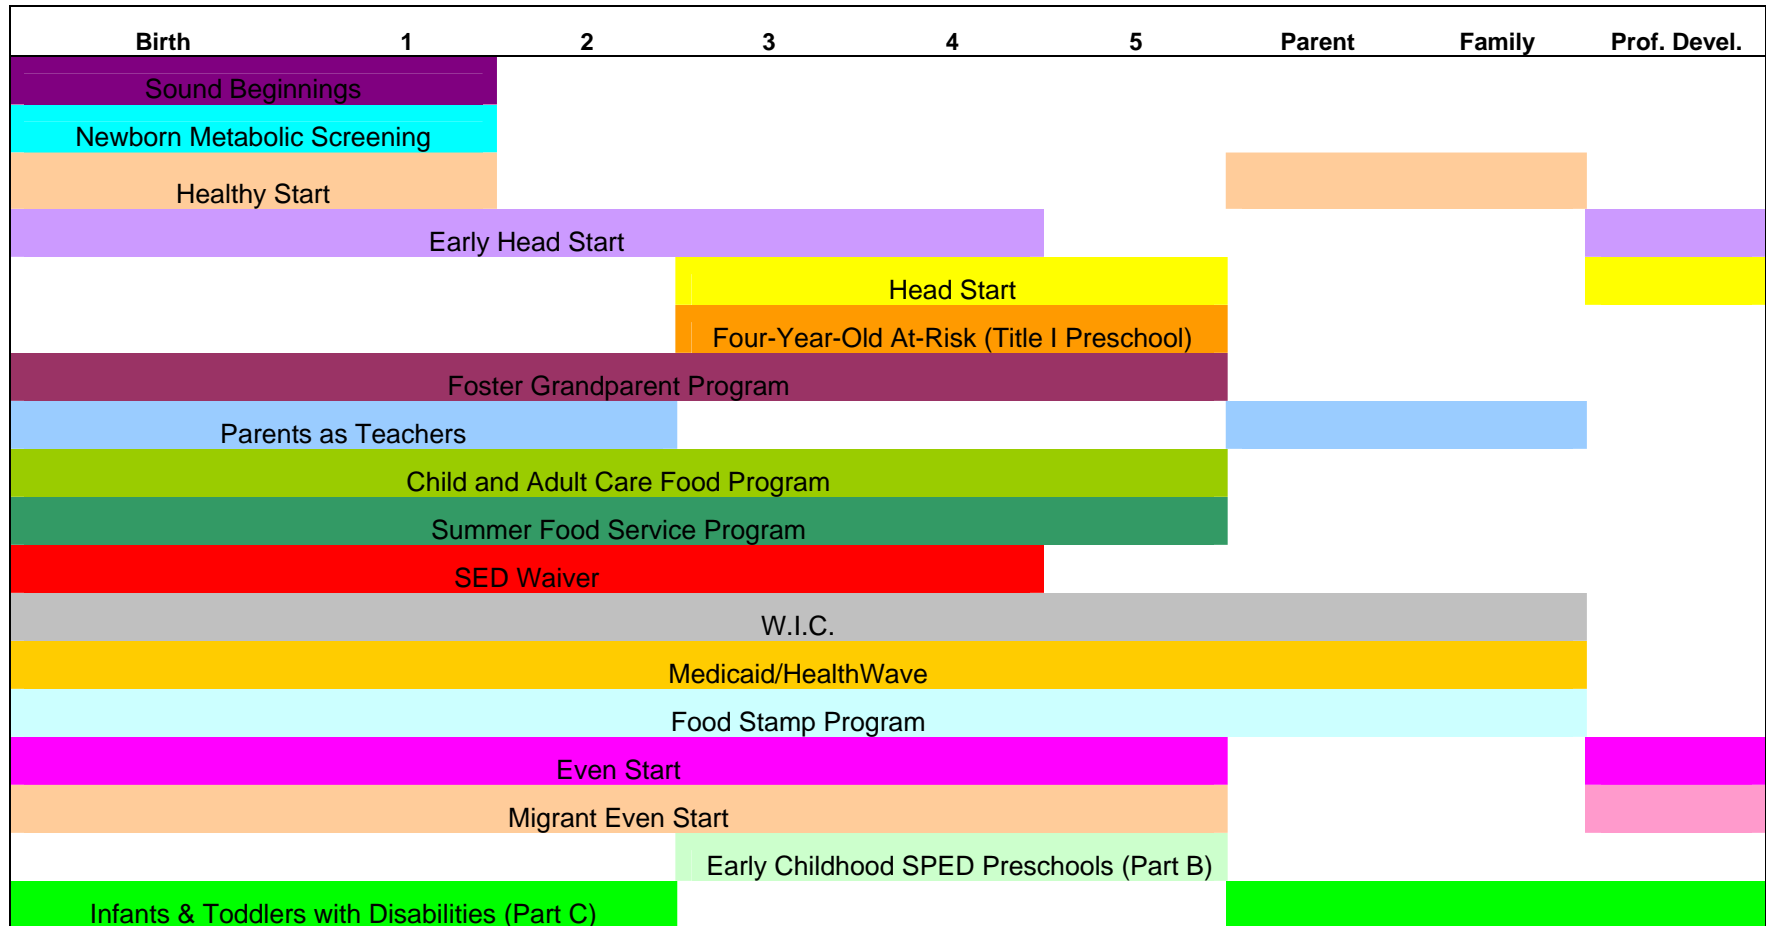 Birth 1 2 3 4 5 Parent Family Prof. Devel.
Sound Beginnings
Newborn Metabolic Screening
Healthy Start
Early Head Start
Head Start
Four-Year-Old At-Risk (Title I Preschool)
Foster Grandparent Program
Parents as Teachers
Child and Adult Care Food Program
Summer Food Service Program
SED Waiver
W.I.C.
Medicaid/HealthWave
Food Stamp Program
Even Start
Migrant Even Start
Early Childhood SPED Preschools (Part B)
Infants & Toddlers with Disabilities (Part C)